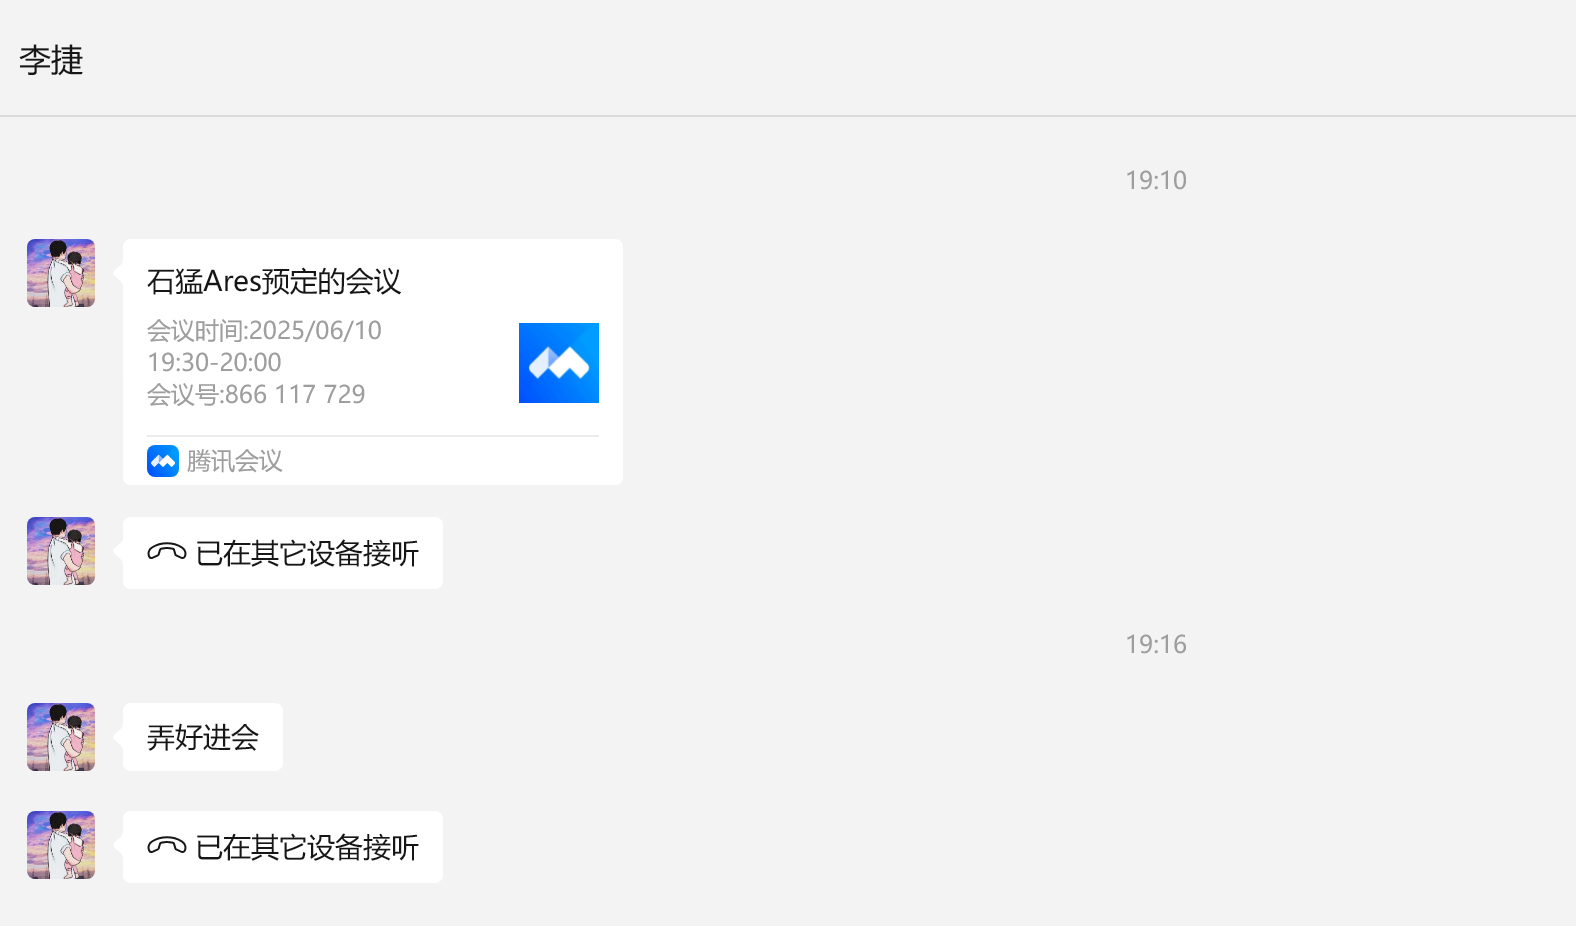 李捷
19:10
石猛Ares预定的会议
会议时间:2025/06/10
19:30-20:00
会议号:866 117 729
腾讯会议
已在其它设备接听
19:16
弄好进会
已在其它设备接听